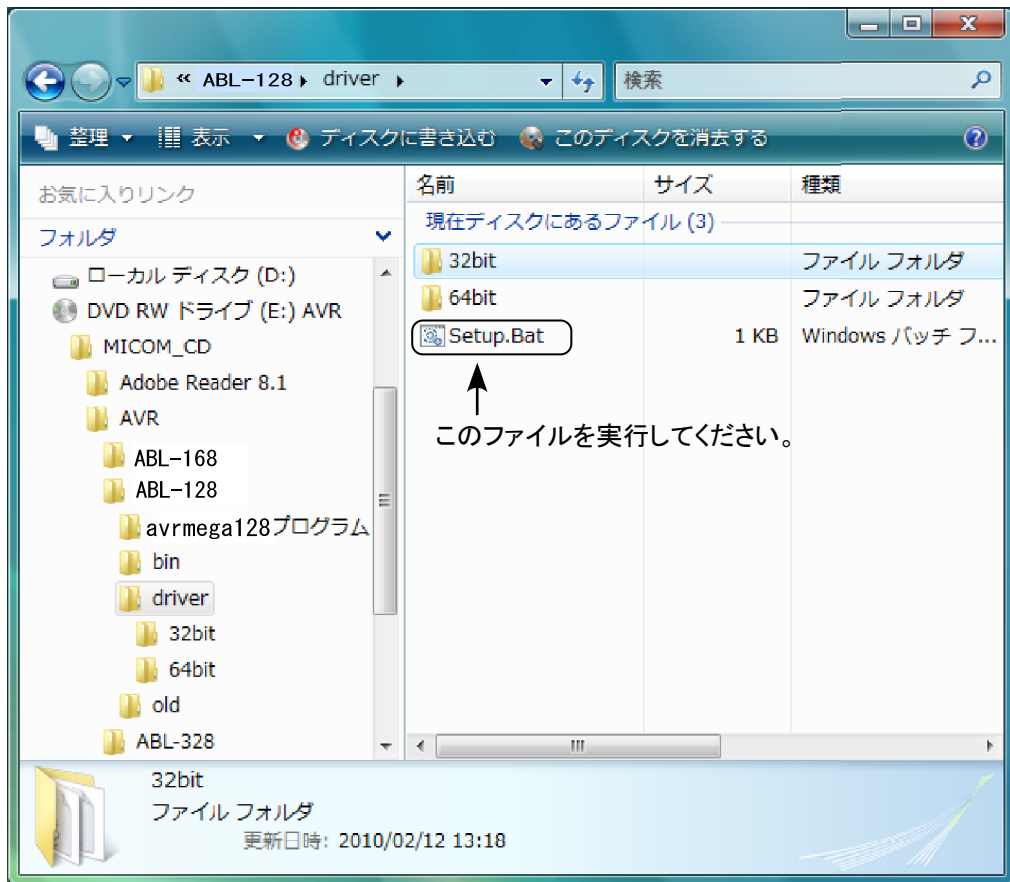 « ABL-128 driver 検索
整理 表示 ディスクに書き込む このディスクを消去する
お気に入りリンク
フォルダ
ローカル ディスク (D:)
DVD RW ドライブ (E:) AVR
MICOM_CD
Adobe Reader 8.1
AVR
ABL-168
ABL-128
avrmega128プログラム
bin
driver
32bit
64bit
old
ABL-328
名前 サイズ 種類
現在ディスクにあるファイル (3)
32bit ファイル フォルダ
64bit ファイル フォルダ
Setup.Bat 1 KB Windows バッチ フ...
このファイルを実行してください。
32bit
ファイル フォルダ
更新日時: 2010/02/12 13:18